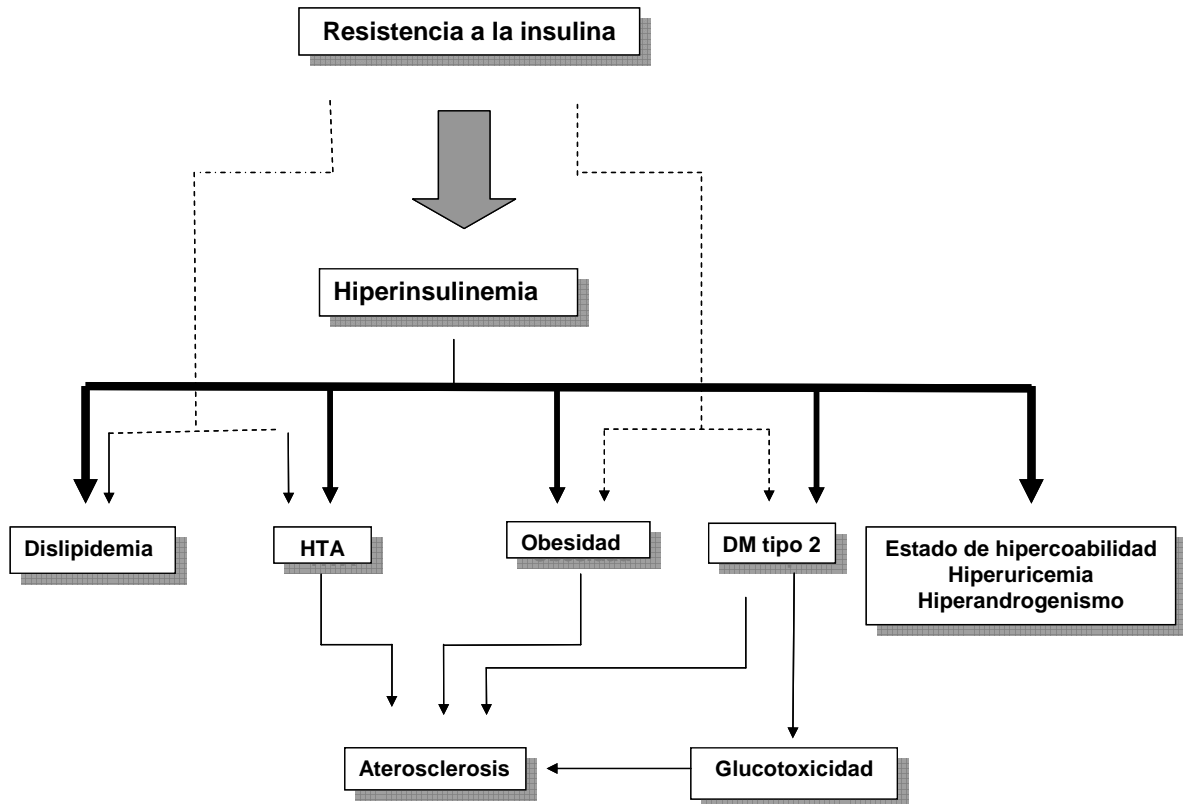 Resistencia a la insulina
Hiperinsulinemia
Dislipidemia
HTA
Obesidad
DM tipo 2
Estado de hipercoabilidad
Hiperuricemia
Hiperandrogenismo
Aterosclerosis
Glucotoxicidad